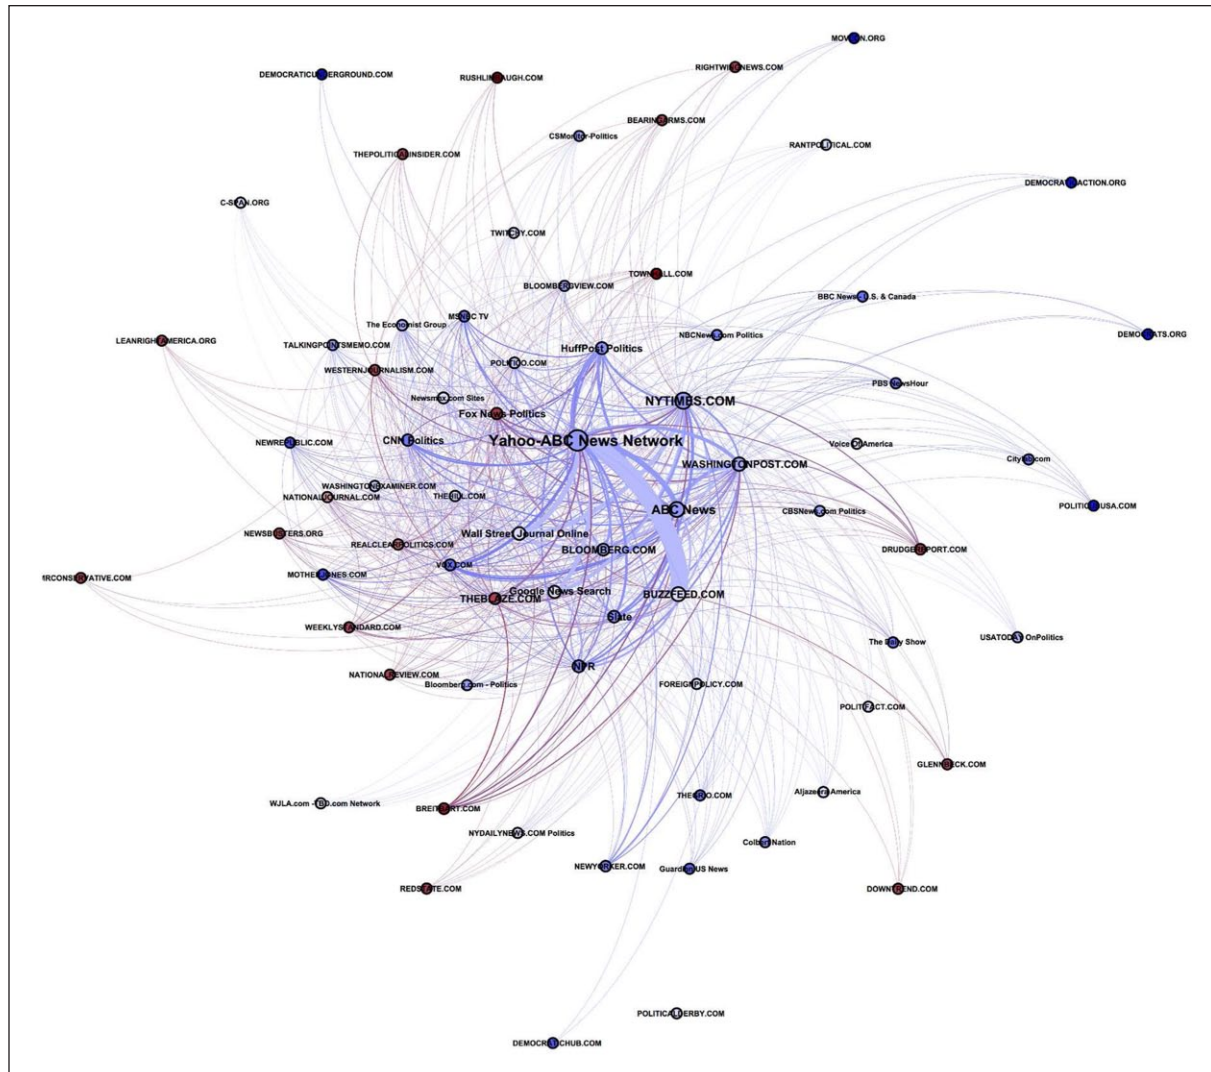 MOVEON.ORG
RIGHTWINGNEWS.COM
DEMOCRATICUNDERGROUND.COM
RUSHLIMBAUGH.COM
BEARINGARMS.COM
CSMonitor-Politics
RANTPOLITICAL.COM
THEPOLITICALINSIDER.COM
DEMOCRATICACTION.ORG
C-SPAN.ORG
TWITCHY.COM
TOWNHALL.COM
BLOOMBERGVIEW.COM
BBC News - U.S. & Canada
MSNBC TV
The Economist Group
NBCNews.com Politics
DEMOCRATS.ORG
LEANRIGHTAMERICA.ORG
TALKINGPOINTSMEMO.COM
HuffPost Politics
POLITICO.COM
WESTERNJOURNALISM.COM
PBS NewsHour
Newsmax.com Sites
NYTIMES.COM
Fox News Politics
Yahoo-ABC News Network
CNN Politics
NEWREPUBLIC.COM
Voice Of America
Citylab.com
WASHINGTONPOST.COM
WASHINGTONEXAMINER.COM
NATIONALJOURNAL.COM
THEHILL.COM
POLITICUSUSA.COM
ABC News
CBSNews.com Politics
NEWSBUSTERS.ORG
Wall Street Journal Online
REALCLEARPOLITICS.COM
BLOOMBERG.COM
DRUDGEREPORT.COM
VOX.COM
MOTHERJONES.COM
MRCONSERVATIVE.COM
Google News Search
THEBLAZE.COM
BUZZFEED.COM
Slate
WEEKLYSTANDARD.COM
USATODAY OnPolitics
The Daily Show
NPR
NATIONALREVIEW.COM
Bloomberg.com - Politics
FOREIGNPOLICY.COM
POLITIFACT.COM
GLENNBECK.COM
Aljazeera America
THEGRIO.COM
WJLA.com - TBD.com Network
BREITBART.COM
NYDAILYNEWS.COM Politics
Colbert Nation
NEWYORKER.COM
Guardian US News
REDSTATE.COM
DOWNTREND.COM
POLITICALDERBY.COM
DEMOCRATICHUB.COM